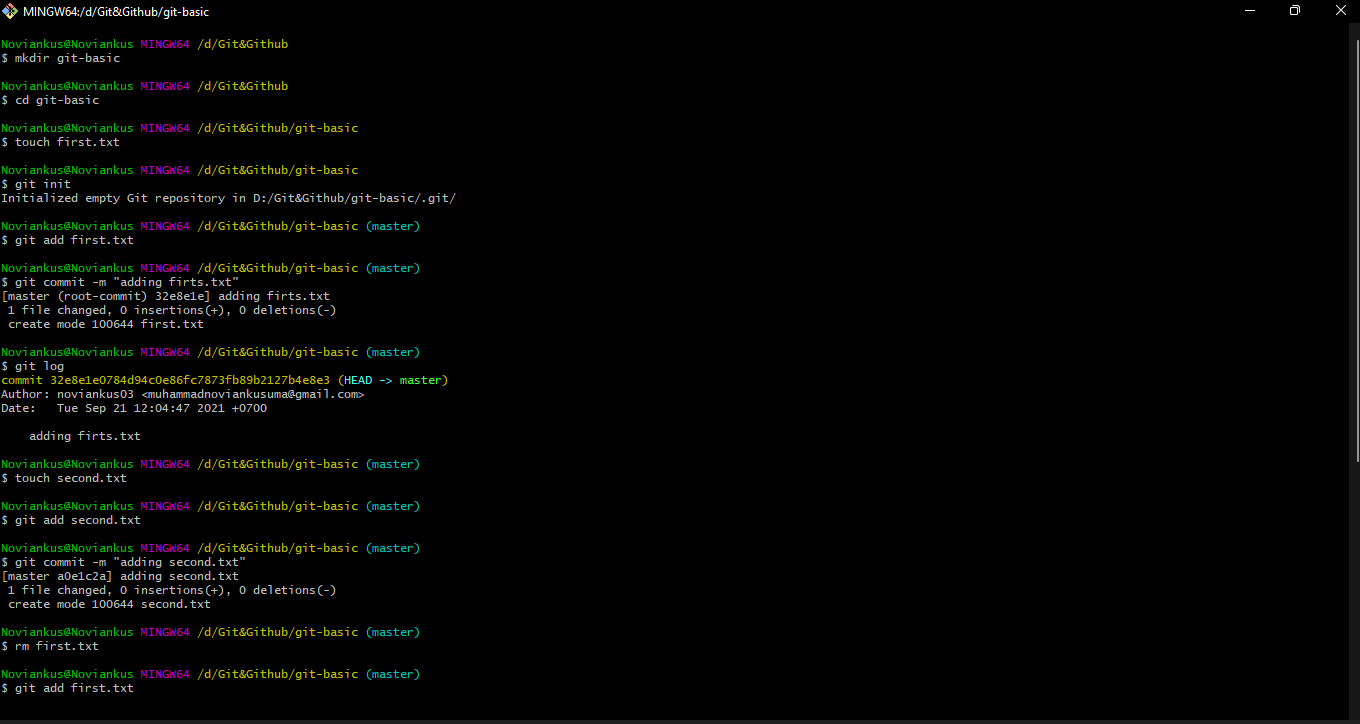 MINGW64:/d/Git&Github/git-basic
Noviankus@Noviankus MINGW64 /d/Git&Github
$ mkdir git-basic
Noviankus@Noviankus MINGW64 /d/Git&Github
$ cd git-basic
Noviankus@Noviankus MINGW64 /d/Git&Github/git-basic
$ touch first.txt
Noviankus@Noviankus MINGW64 /d/Git&Github/git-basic
$ git init
Initialized empty Git repository in D:/Git&Github/git-basic/.git/
Noviankus@Noviankus MINGW64 /d/Git&Github/git-basic (master)
$ git add first.txt
Noviankus@Noviankus MINGW64 /d/Git&Github/git-basic (master)
$ git commit -m "adding firts.txt"
[master (root-commit) 32e8e1e] adding firts.txt
 1 file changed, 0 insertions(+), 0 deletions(-)
 create mode 100644 first.txt
Noviankus@Noviankus MINGW64 /d/Git&Github/git-basic (master)
$ git log
commit 32e8e1e0784d94c0e86fc7873fb89b2127b4e8e3 (HEAD -> master)
Author: noviankus03 <muhammadnoviankusuma@gmail.com>
Date:   Tue Sep 21 12:04:47 2021 +0700
    adding firts.txt
Noviankus@Noviankus MINGW64 /d/Git&Github/git-basic (master)
$ touch second.txt
Noviankus@Noviankus MINGW64 /d/Git&Github/git-basic (master)
$ git add second.txt
Noviankus@Noviankus MINGW64 /d/Git&Github/git-basic (master)
$ git commit -m "adding second.txt"
[master a0e1c2a] adding second.txt
 1 file changed, 0 insertions(+), 0 deletions(-)
 create mode 100644 second.txt
Noviankus@Noviankus MINGW64 /d/Git&Github/git-basic (master)
$ rm first.txt
Noviankus@Noviankus MINGW64 /d/Git&Github/git-basic (master)
$ git add first.txt